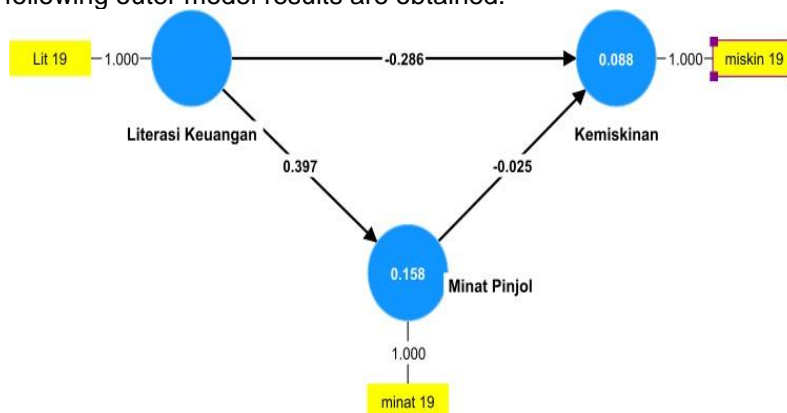 following outer model results are obtained:
Lit 19
1.000
-0.286
0.088
1.000
miskin 19
Literasi Keuangan
Kemiskinan
0.397
-0.025
0.158
Minat Pinjol
1.000
minat 19